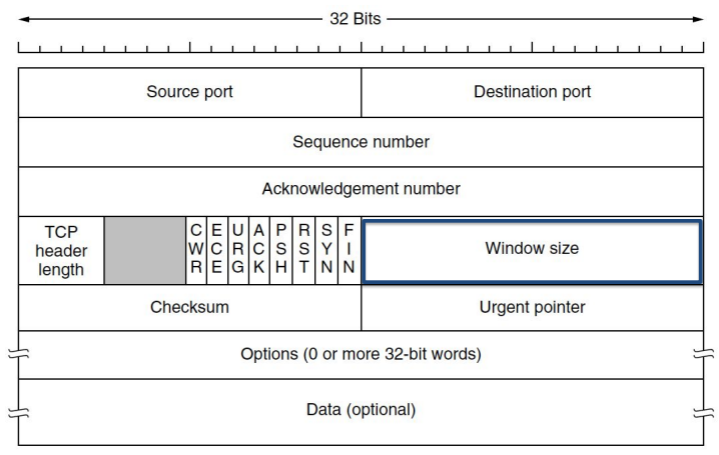 32 Bits
Source port Destination port
Sequence number
Acknowledgement number
TCP header length CWR ECE URG ACK PSH RST SYN FIN Window size
Checksum Urgent pointer
Options (0 or more 32-bit words)
Data (optional)